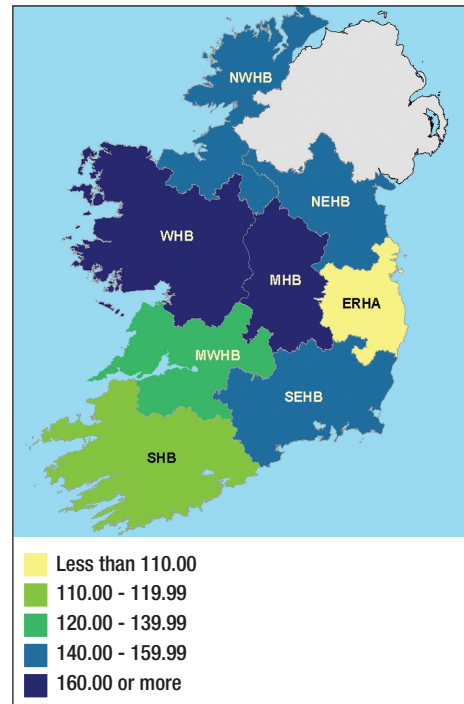 NWHB
NEHB
WHB
MHB
ERHA
MWHB
SEHB
SHB
Less than 110.00
110.00 - 119.99
120.00 - 139.99
140.00 - 159.99
160.00 or more